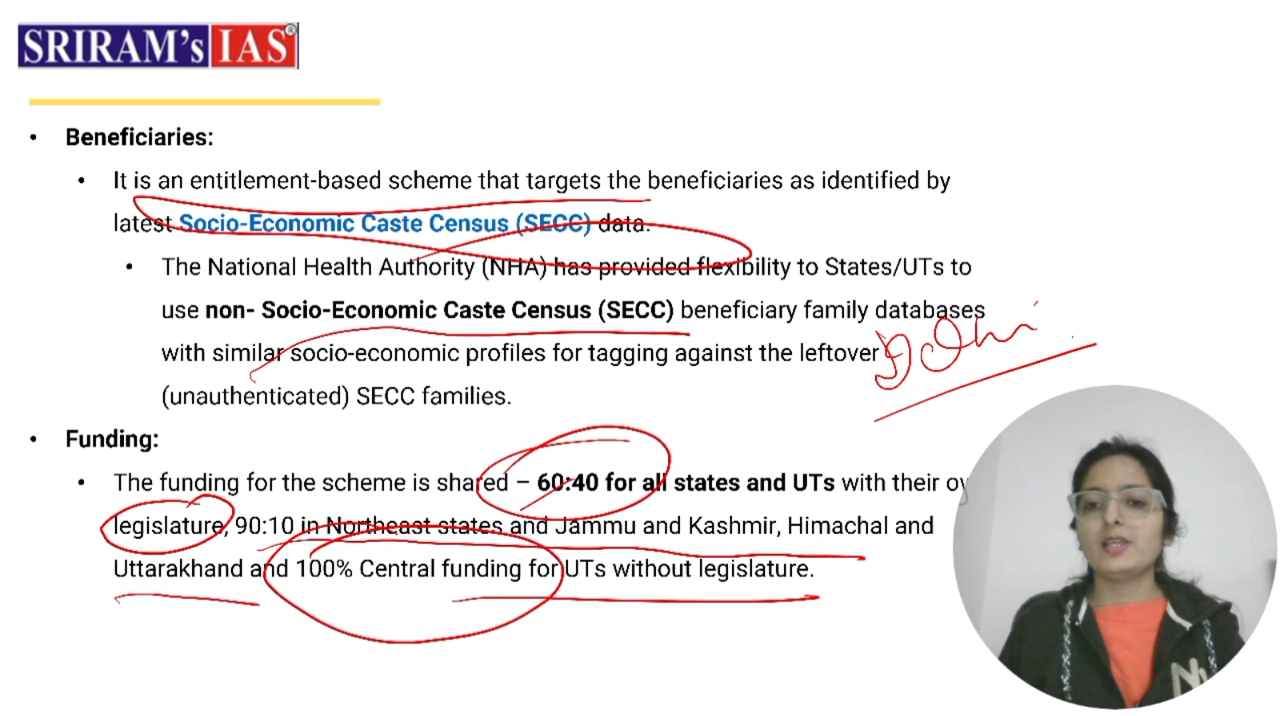 SRIRAM's IAS®
• Beneficiaries:
• It is an entitlement-based scheme that targets the beneficiaries as identified by
latest Socio-Economic Caste Census (SECC) data.
• The National Health Authority (NHA) has provided flexibility to States/UTs to
use non- Socio-Economic Caste Census (SECC) beneficiary family databases
with similar socio-economic profiles for tagging against the leftover
(unauthenticated) SECC families.
• Funding:
• The funding for the scheme is shared – 60:40 for all states and UTs with their
legislature, 90:10 in Northeast states and Jammu and Kashmir, Himachal and
Uttarakhand and 100% Central funding for UTs without legislature.